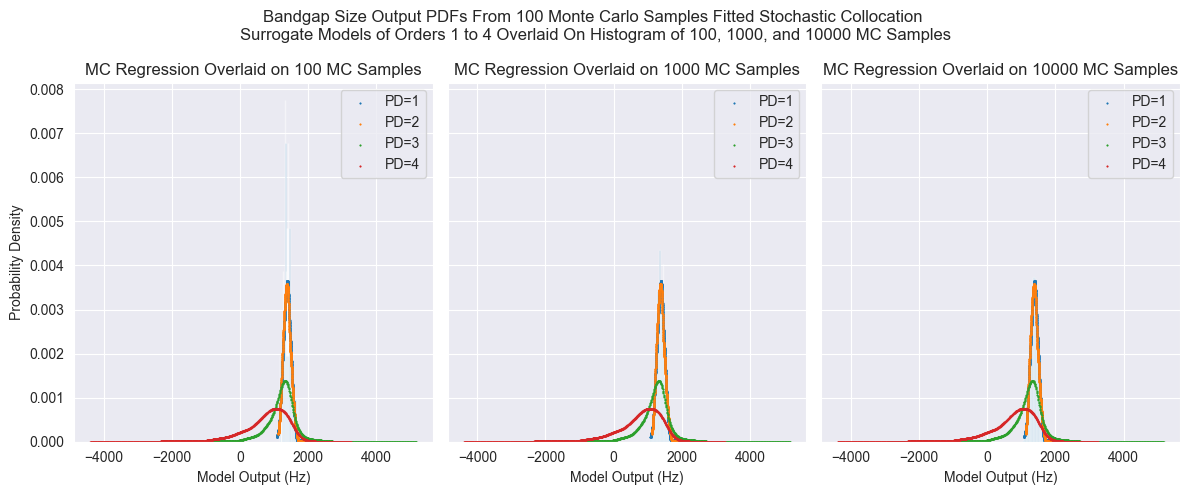 Bandgap Size Output PDFs From 100 Monte Carlo Samples Fitted Stochastic Collocation
Surrogate Models of Orders 1 to 4 Overlaid On Histogram of 100, 1000, and 10000 MC Samples
MC Regression Overlaid on 100 MC Samples
0.008
0.007
0.006
0.005
0.004
0.003
0.002
0.001
0.000
Probability Density
PD=1
PD=2
PD=3
PD=4
−4000 −2000 0 2000 4000
Model Output (Hz)
MC Regression Overlaid on 1000 MC Samples
PD=1
PD=2
PD=3
PD=4
−4000 −2000 0 2000 4000
Model Output (Hz)
MC Regression Overlaid on 10000 MC Samples
PD=1
PD=2
PD=3
PD=4
−4000 −2000 0 2000 4000
Model Output (Hz)